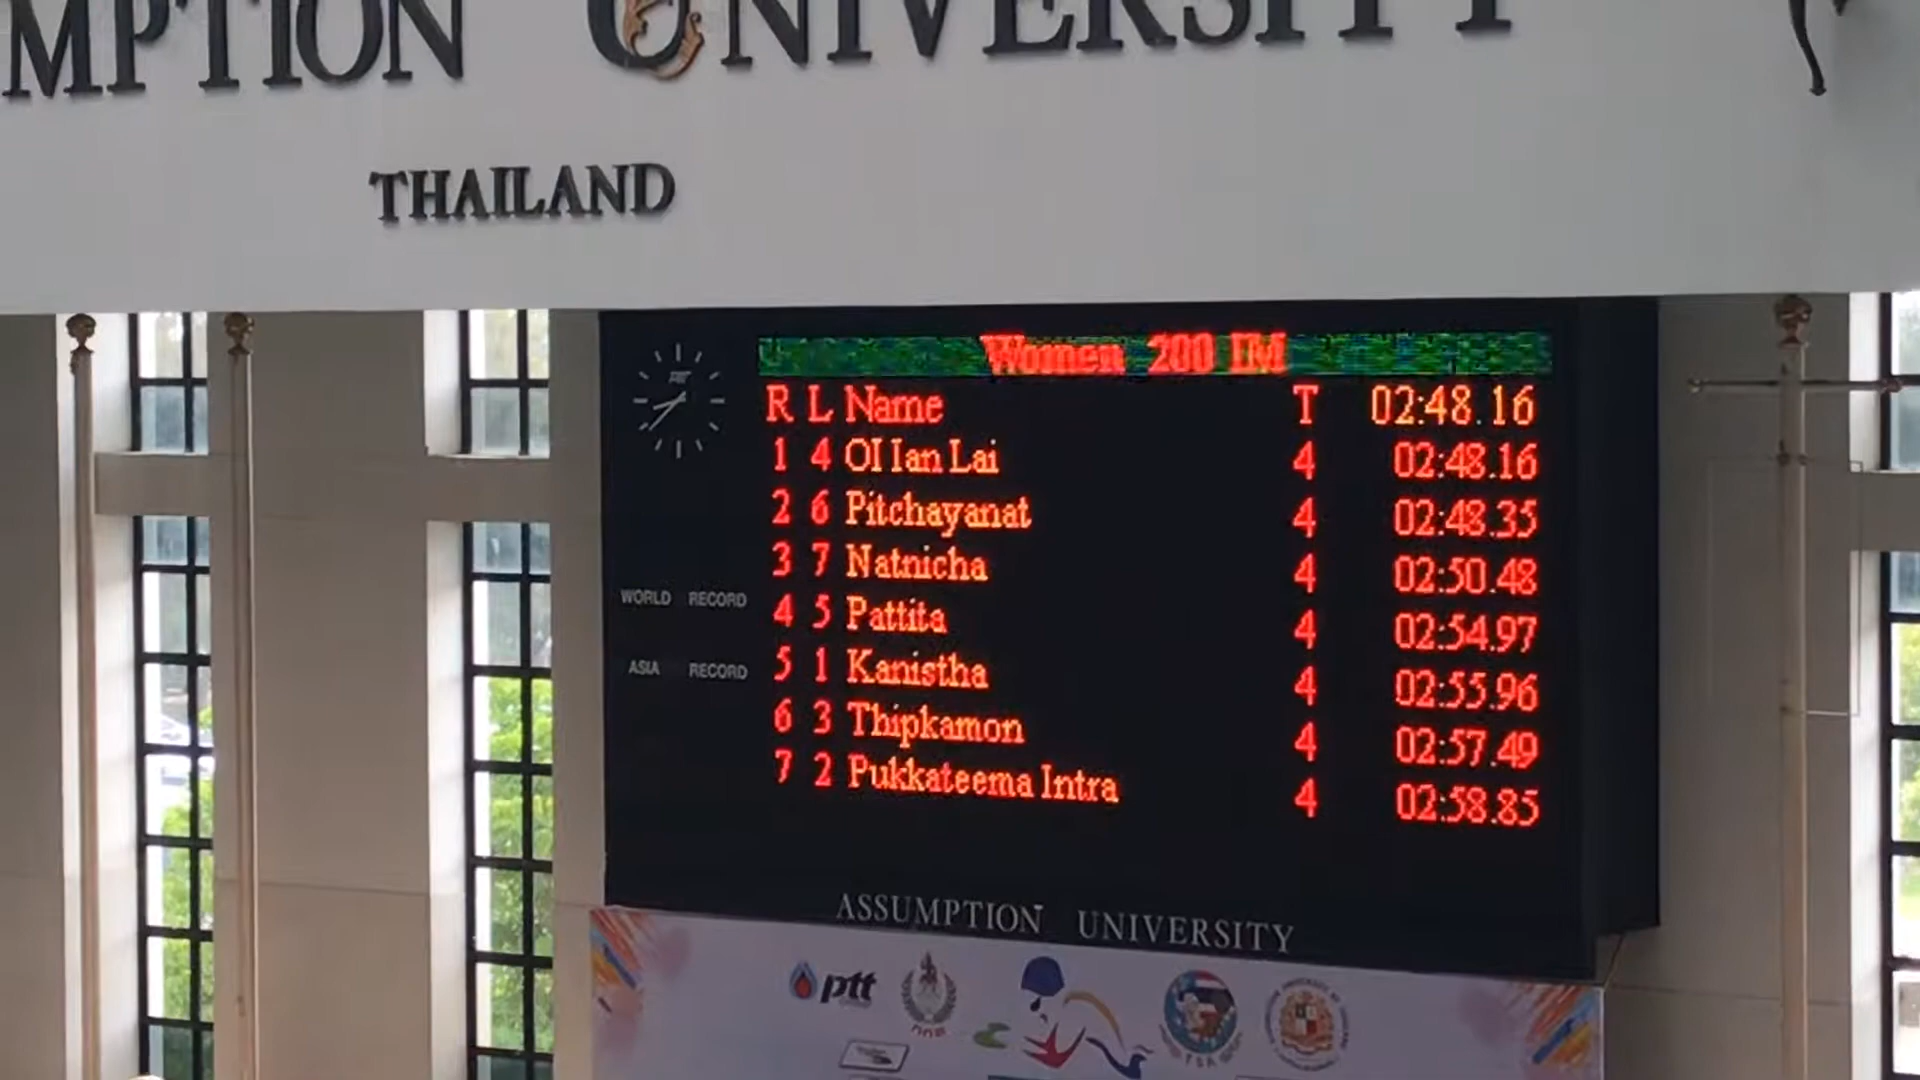 MPTION UNIVERSITY
THAILAND
Women 200 IM
R L Name T 02:48.16
1 4 OI Ian Lai 4 02:48.16
2 6 Pitchayanat 4 02:48.35
3 7 Natnicha 4 02:50.48
4 5 Pattita 4 02:54.97
5 1 Kanistha 4 02:55.96
6 3 Thipkamon 4 02:57.49
7 2 Pukkateema Intra 4 02:58.85
WORLD RECORD
ASIA RECORD
ASSUMPTION UNIVERSITY
ptt